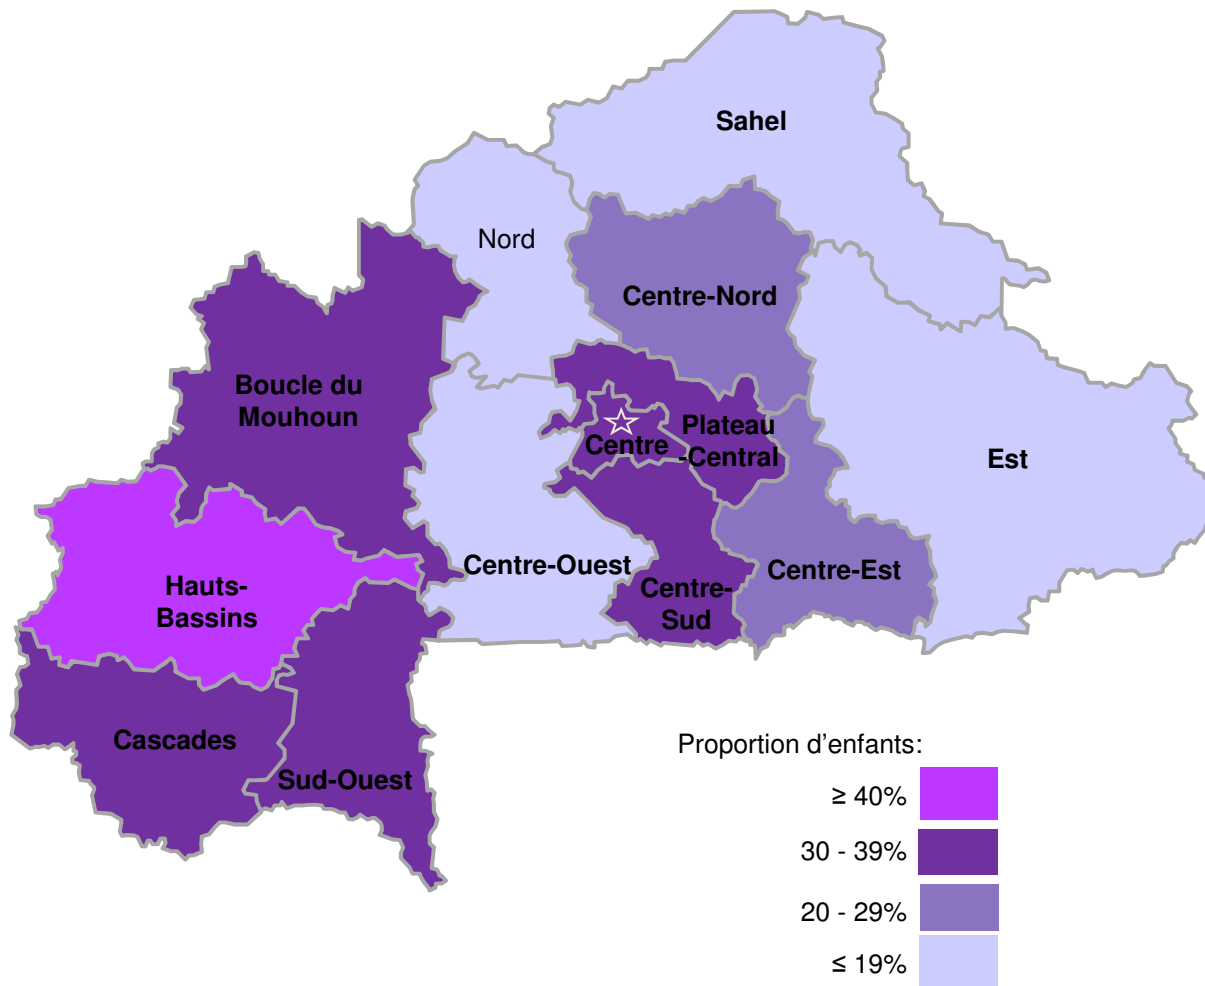 Sahel
Nord
Centre-Nord
Boucle du
Mouhoun
Plateau
-Central
Centre
Est
Centre-Ouest
Centre-Est
Hauts-
Bassins
Centre-
Sud
Cascades
Sud-Ouest
Proportion d’enfants:
≥ 40%
30 - 39%
20 - 29%
≤ 19%